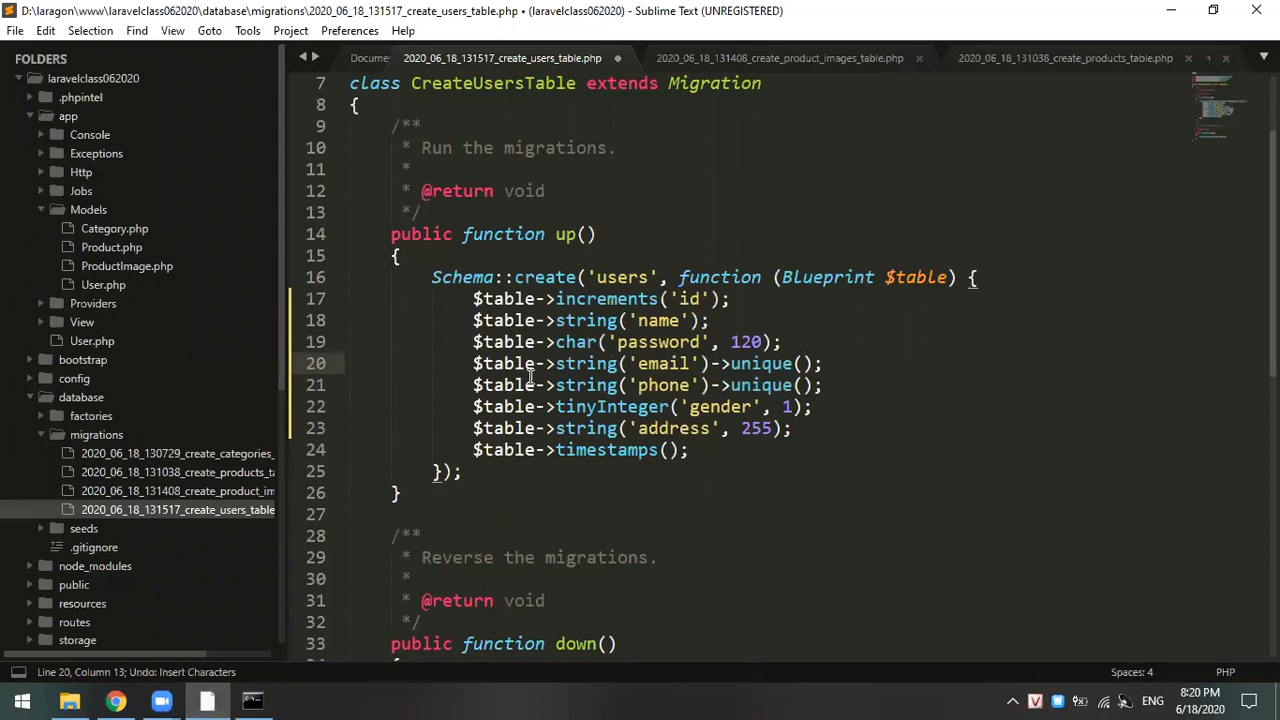 D:\laragon\www\laravelclass062020\database\migrations\2020_06_18_131517_create_users_table.php • (laravelclass062020) - Sublime Text (UNREGISTERED)
File Edit Selection Find View Goto Tools Project Preferences Help
FOLDERS
laravelclass062020
.phpintel
app
Console
Exceptions
Http
Jobs
Models
Category.php
Product.php
ProductImage.php
User.php
Providers
View
User.php
bootstrap
config
database
factories
migrations
2020_06_18_130729_create_categories_
2020_06_18_131038_create_products_ta
2020_06_18_131408_create_product_im
2020_06_18_131517_create_users_table
seeds
.gitignore
node_modules
public
resources
routes
storage
Docume 2020_06_18_131517_create_users_table.php 2020_06_18_131408_create_product_images_table.php 2020_06_18_131038_create_products_table.php
7 class CreateUsersTable extends Migration
8 {
9 /**
10 * Run the migrations.
11 *
12 * @return void
13 */
14 public function up()
15 {
16 Schema::create('users', function (Blueprint $table) {
17 $table->increments('id');
18 $table->string('name');
19 $table->char('password', 120);
20 $table->string('email')->unique();
21 $table->string('phone')->unique();
22 $table->tinyInteger('gender', 1);
23 $table->string('address', 255);
24 $table->timestamps();
25 });
26 }
27
28 /**
29 * Reverse the migrations.
30 *
31 * @return void
32 */
33 public function down()
Line 20, Column 13; Undo: Insert Characters Spaces: 4 PHP
ENG
8:20 PM
6/18/2020